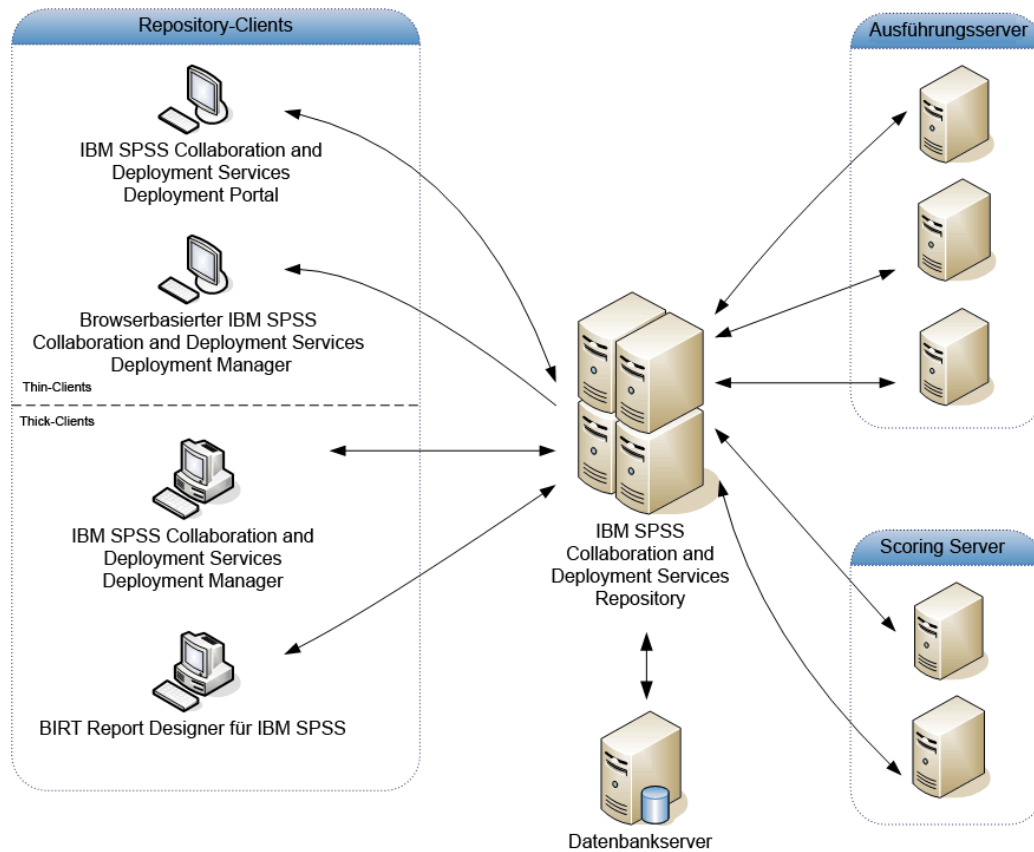 Repository-Clients
IBM SPSS Collaboration and
Deployment Services
Deployment Portal
Browserbasierter IBM SPSS
Collaboration and Deployment Services
Deployment Manager
Thin-Clients
Thick-Clients
IBM SPSS Collaboration and
Deployment Services
Deployment Manager
BIRT Report Designer für IBM SPSS
IBM SPSS
Collaboration and
Deployment Services
Repository
Datenbankserver
Ausführungsserver
Scoring Server